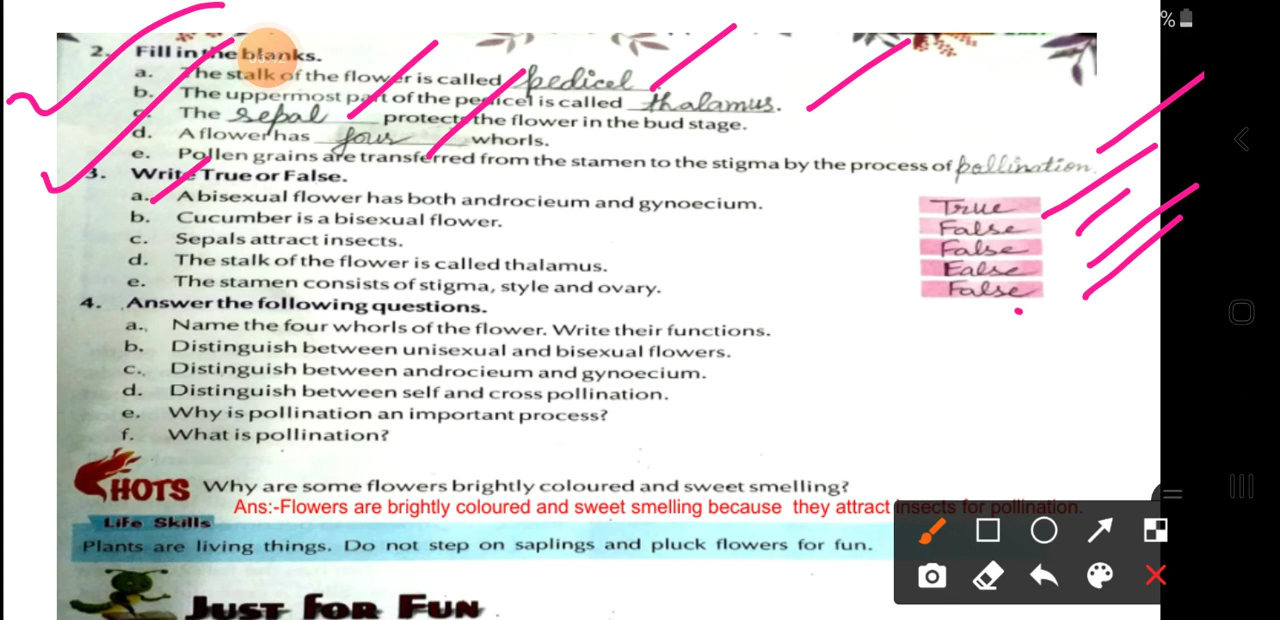 %
2. Fill in the blanks.
a. The stalk of the flower is called pedicel
b. The uppermost part of the pedicel is called thalamus.
c. The sepal protects the flower in the bud stage.
d. A flower has four whorls.
e. Pollen grains are transferred from the stamen to the stigma by the process of pollination.
3. Write True or False.
a. A bisexual flower has both androcieum and gynoecium. True
b. Cucumber is a bisexual flower. False
c. Sepals attract insects. False
d. The stalk of the flower is called thalamus. False
e. The stamen consists of stigma, style and ovary. False
4. Answer the following questions.
a. Name the four whorls of the flower. Write their functions.
b. Distinguish between unisexual and bisexual flowers.
c. Distinguish between androcieum and gynoecium.
d. Distinguish between self and cross pollination.
e. Why is pollination an important process?
f. What is pollination?
HOTS Why are some flowers brightly coloured and sweet smelling?
Ans:-Flowers are brightly coloured and sweet smelling because they attract insects for pollination.
Life Skills
Plants are living things. Do not step on saplings and pluck flowers for fun.
JUST FOR FUN